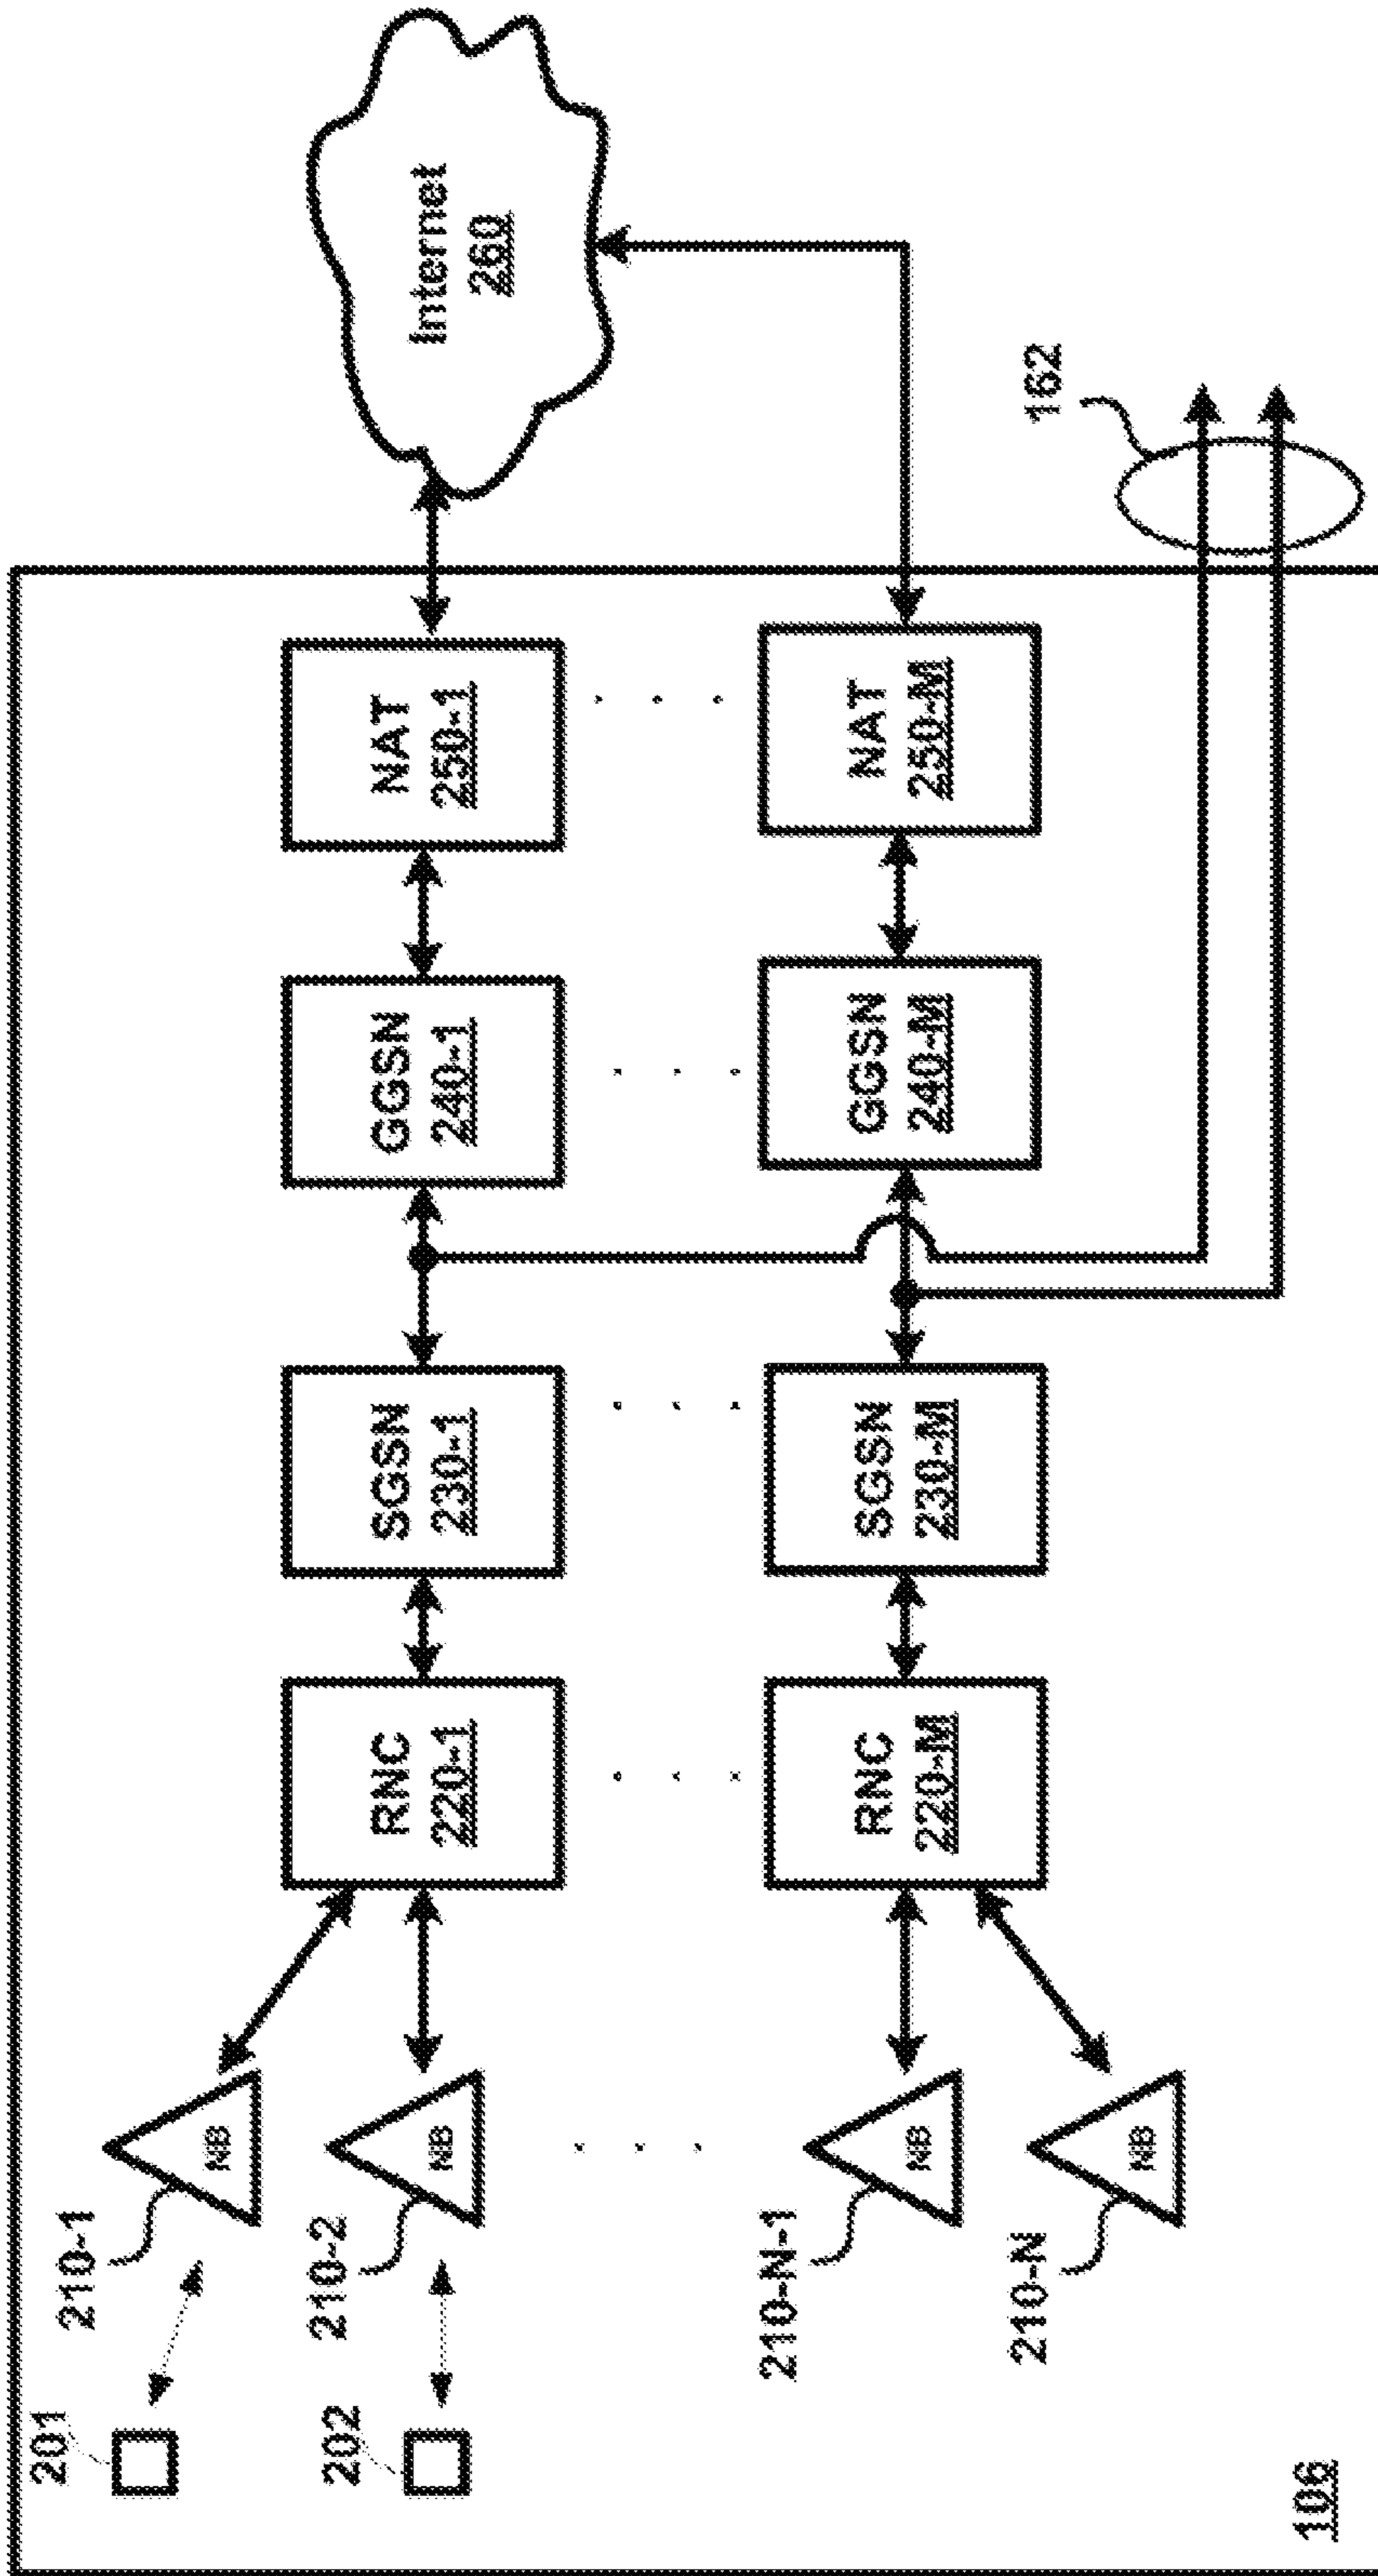 201
210-1
NB
202
210-2
NB
210-N-1
NB
210-N
NB
RNC
220-1
RNC
220-M
SGSN
230-1
SGSN
230-M
GGSN
240-1
GGSN
240-M
NAT
250-1
NAT
250-M
Internet
260
162
106